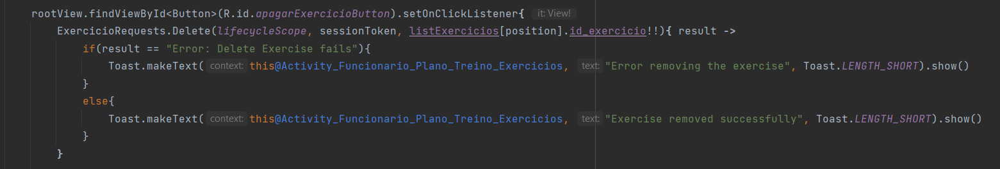 rootView.findViewById<Button>(R.id.apagarExercicioButton).setOnClickListener{ it: View!
ExercicioRequests.Delete(lifecycleScope, sessionToken, listExercicios[position].id_exercicio!!){ result ->
if(result == "Error: Delete Exercise fails"){
Toast.makeText( context: this@Activity_Funcionario_Plano_Treino_Exercicios, text: "Error removing the exercise", Toast.LENGTH_SHORT).show()
}
else{
Toast.makeText( context: this@Activity_Funcionario_Plano_Treino_Exercicios, text: "Exercise removed successfully", Toast.LENGTH_SHORT).show()
}
}